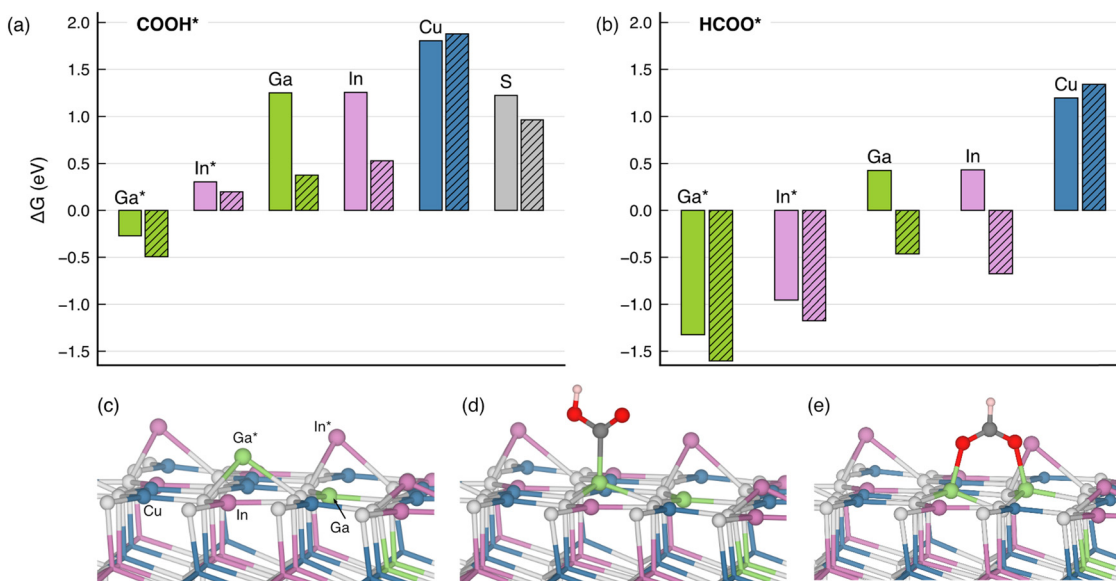 (a)
COOH*
ΔG (eV)
2.0
1.5
1.0
0.5
0.0
−0.5
−1.0
−1.5
Ga*
In*
Ga
In
Cu
S
(b)
HCOO*
2.0
1.5
1.0
0.5
0.0
−0.5
−1.0
−1.5
Ga*
In*
Ga
In
Cu
(c)
Ga*
In*
Cu
In
Ga
(d)
(e)